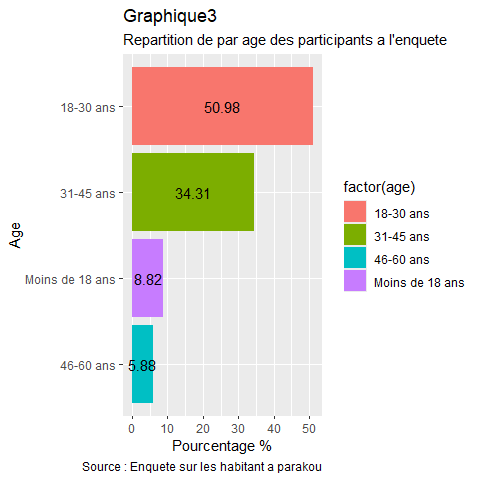 Graphique3
Repartition de par age des participants a l'enquete
18-30 ans
50.98
31-45 ans
34.31
Moins de 18 ans
8.82
46-60 ans
5.88
Age
0 10 20 30 40 50
Pourcentage %
Source : Enquete sur les habitant a parakou
factor(age)
18-30 ans
31-45 ans
46-60 ans
Moins de 18 ans